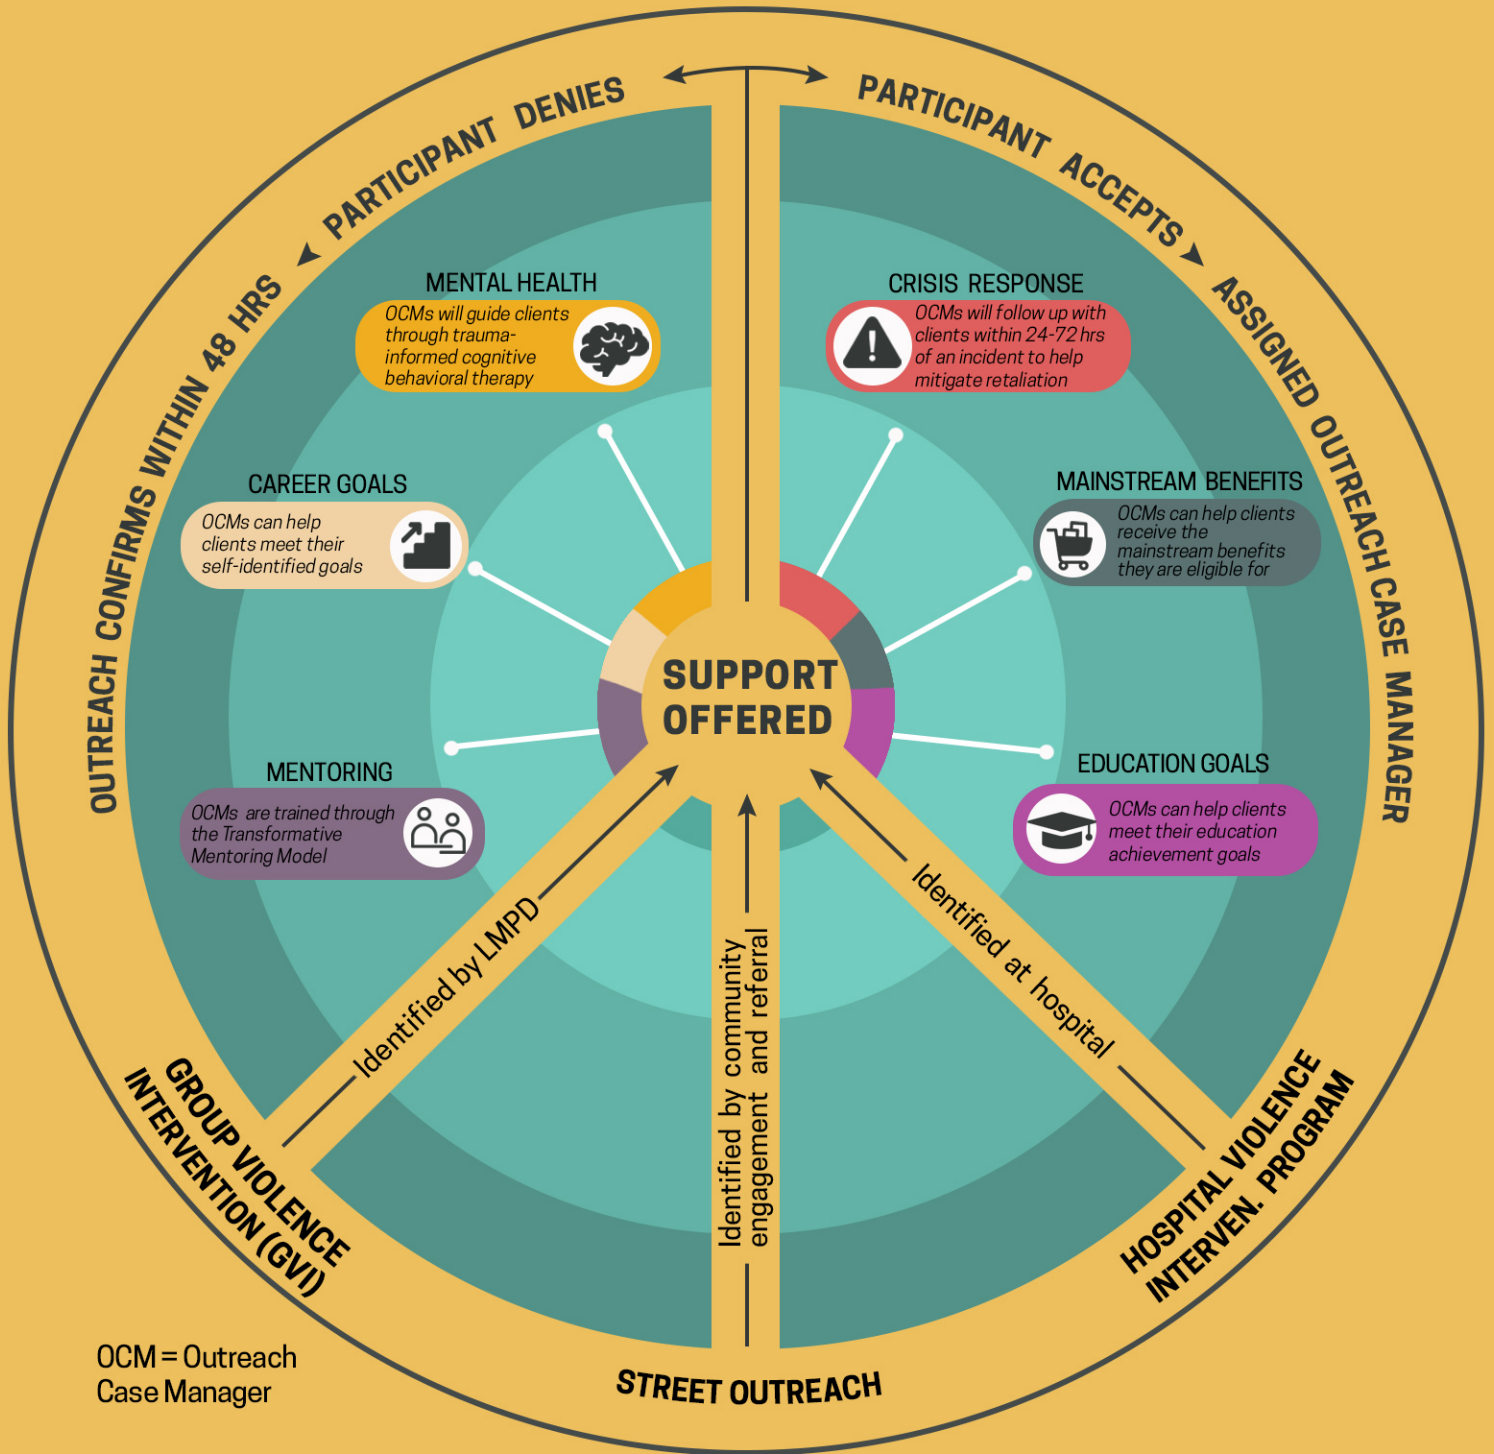 PARTICIPANT DENIES
OUTREACH CONFIRMS WITHIN 48 HRS
PARTICIPANT ACCEPTS
ASSIGNED OUTREACH CASE MANAGER
MENTAL HEALTH
OCMs will guide clients
through trauma-
informed cognitive
behavioral therapy
CRISIS RESPONSE
OCMs will follow up with
clients within 24-72 hrs
of an incident to help
mitigate retaliation
CAREER GOALS
OCMs can help
clients meet their
self-identified goals
MAINSTREAM BENEFITS
OCMs can help clients
receive the
mainstream benefits
they are eligible for
SUPPORT
OFFERED
MENTORING
OCMs are trained through
the Transformative
Mentoring Model
EDUCATION GOALS
OCMs can help clients
meet their education
achievement goals
Identified by LMPD
Identified by community
engagement and referral
Identified at hospital
GROUP VIOLENCE
INTERVENTION (GVI)
STREET OUTREACH
HOSPITAL VIOLENCE
INTERVEN. PROGRAM
OCM = Outreach
Case Manager